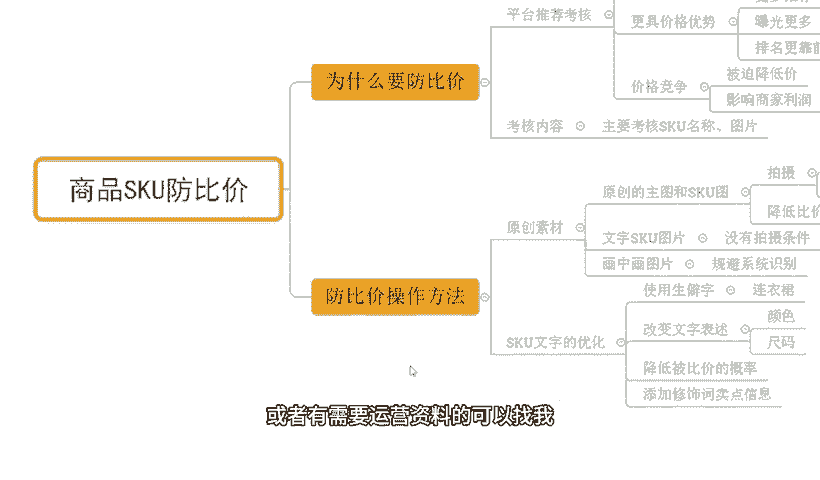 平台推荐考核
更具价格优势
曝光更多
排名更靠前
为什么要防比价
价格竞争
被迫降低价
影响商家利润
考核内容
主要考核SKU名称、图片
商品SKU防比价
拍摄
原创的主图和SKU图
降低比价
原创素材
文字SKU图片
没有拍摄条件
画中画图片
规避系统识别
防比价操作方法
使用生僻字
连衣裙
颜色
改变文字表述
尺码
SKU文字的优化
降低被比价的概率
添加修饰词卖点信息
或者有需要运营资料的可以找我